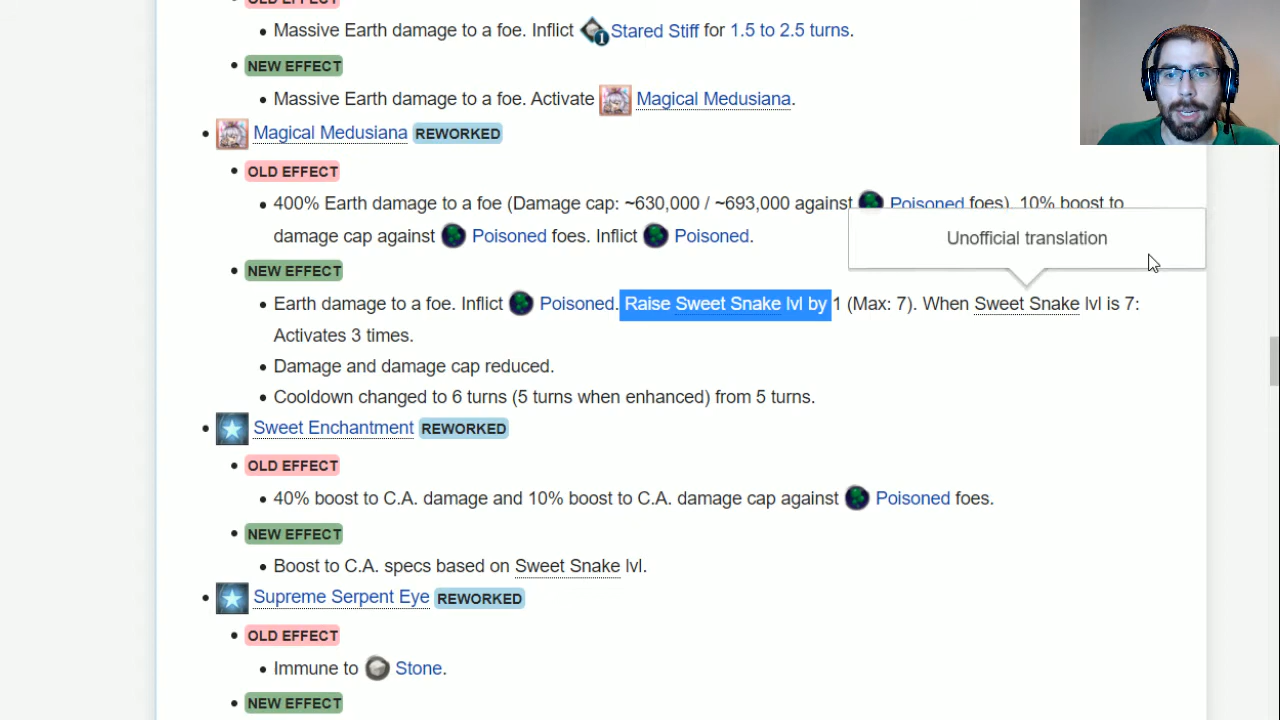 OLD EFFECT
Massive Earth damage to a foe. Inflict Stared Stiff for 1.5 to 2.5 turns.
NEW EFFECT
Massive Earth damage to a foe. Activate Magical Medusiana.
Magical Medusiana REWORKED
OLD EFFECT
400% Earth damage to a foe (Damage cap: ~630,000 / ~693,000 against Poisoned foes). 10% boost to
damage cap against Poisoned foes. Inflict Poisoned.
Unofficial translation
NEW EFFECT
Earth damage to a foe. Inflict Poisoned. Raise Sweet Snake lvl by 1 (Max: 7). When Sweet Snake lvl is 7:
Activates 3 times.
Damage and damage cap reduced.
Cooldown changed to 6 turns (5 turns when enhanced) from 5 turns.
Sweet Enchantment REWORKED
OLD EFFECT
40% boost to C.A. damage and 10% boost to C.A. damage cap against Poisoned foes.
NEW EFFECT
Boost to C.A. specs based on Sweet Snake lvl.
Supreme Serpent Eye REWORKED
OLD EFFECT
Immune to Stone.
NEW EFFECT